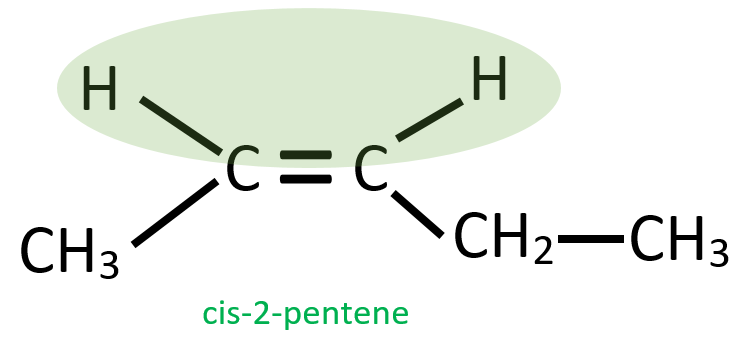 H H
C C
CH₃ CH₂ CH₃
cis-2-pentene